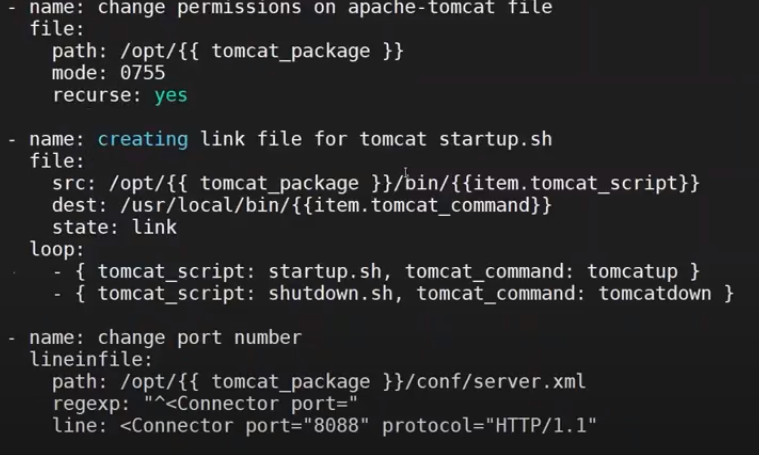 - name: change permissions on apache-tomcat file
  file:
    path: /opt/{{ tomcat_package }}
    mode: 0755
    recurse: yes

- name: creating link file for tomcat startup.sh
  file:
    src: /opt/{{ tomcat_package }}/bin/{{item.tomcat_script}}
    dest: /usr/local/bin/{{item.tomcat_command}}
    state: link
  loop:
    - { tomcat_script: startup.sh, tomcat_command: tomcatup }
    - { tomcat_script: shutdown.sh, tomcat_command: tomcatdown }

- name: change port number
  lineinfile:
    path: /opt/{{ tomcat_package }}/conf/server.xml
    regexp: "^<Connector port="
    line: <Connector port="8088" protocol="HTTP/1.1"